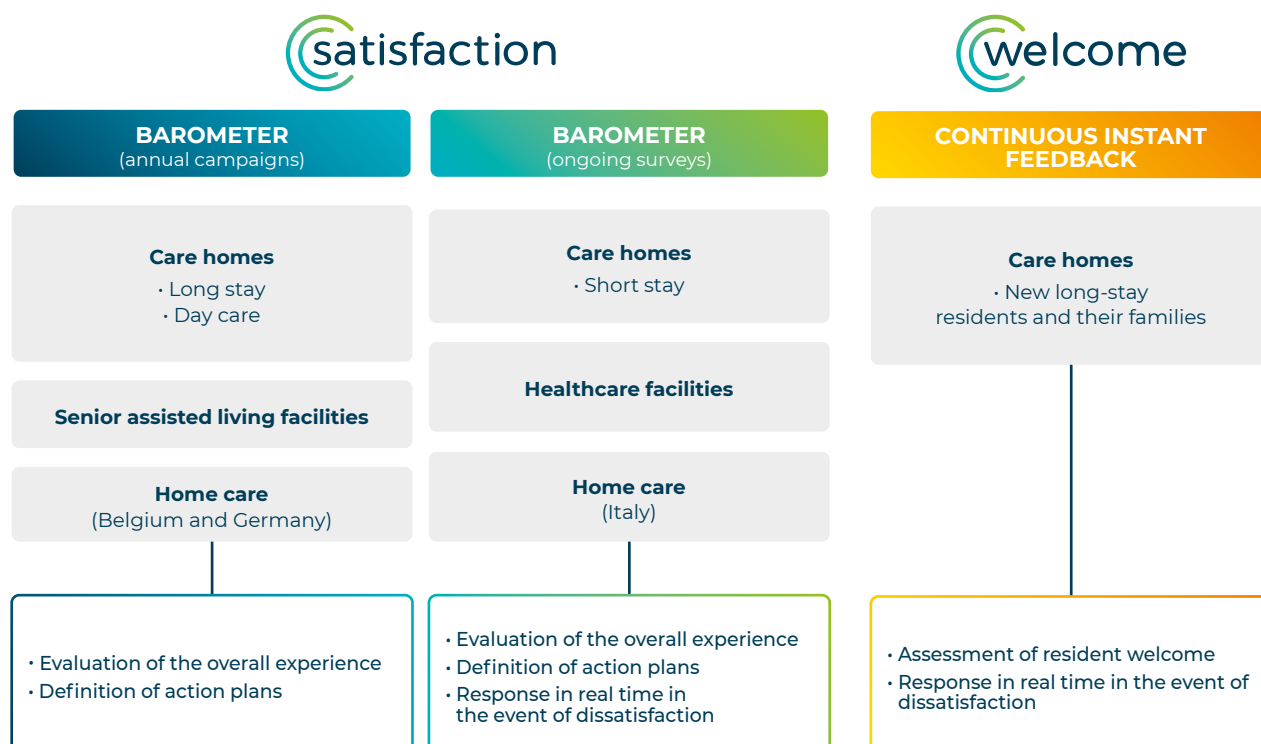 satisfaction
welcome
BAROMETER
(annual campaigns)
Care homes
• Long stay
• Day care
Senior assisted living facilities
Home care
(Belgium and Germany)
• Evaluation of the overall experience
• Definition of action plans
BAROMETER
(ongoing surveys)
Care homes
• Short stay
Healthcare facilities
Home care
(Italy)
• Evaluation of the overall experience
• Definition of action plans
• Response in real time in
the event of dissatisfaction
CONTINUOUS INSTANT
FEEDBACK
Care homes
• New long-stay
residents and their families
• Assessment of resident welcome
• Response in real time in the event of
dissatisfaction